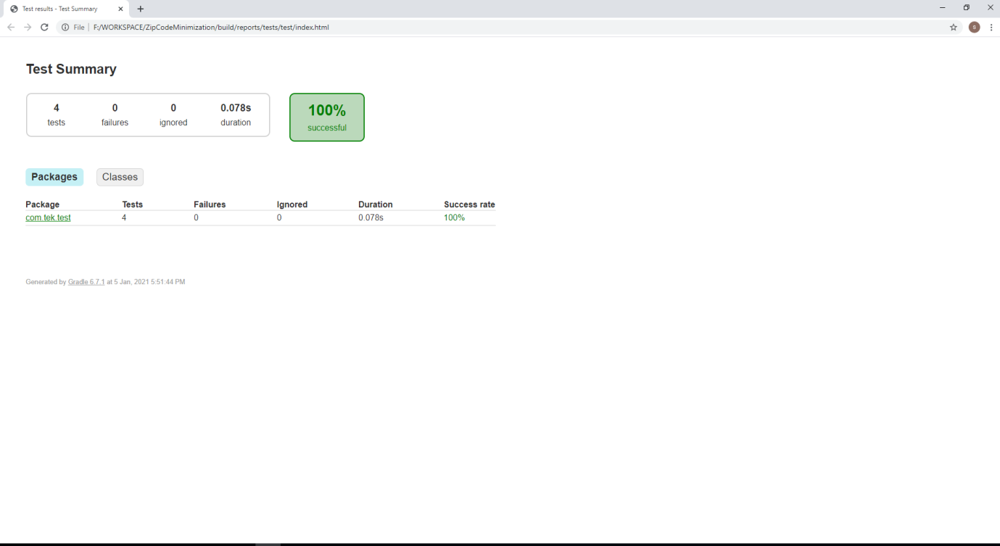 Test results - Test Summary
File | F:/WORKSPACE/ZipCodeMinimization/build/reports/tests/test/index.html
S
Test Summary
4 0 0 0.078s
tests failures ignored duration
100%
successful
Packages Classes
Package Tests Failures Ignored Duration Success rate
com.tek.test 4 0 0 0.078s 100%
Generated by Gradle 6.7.1 at 5 Jan, 2021 5:51:44 PM